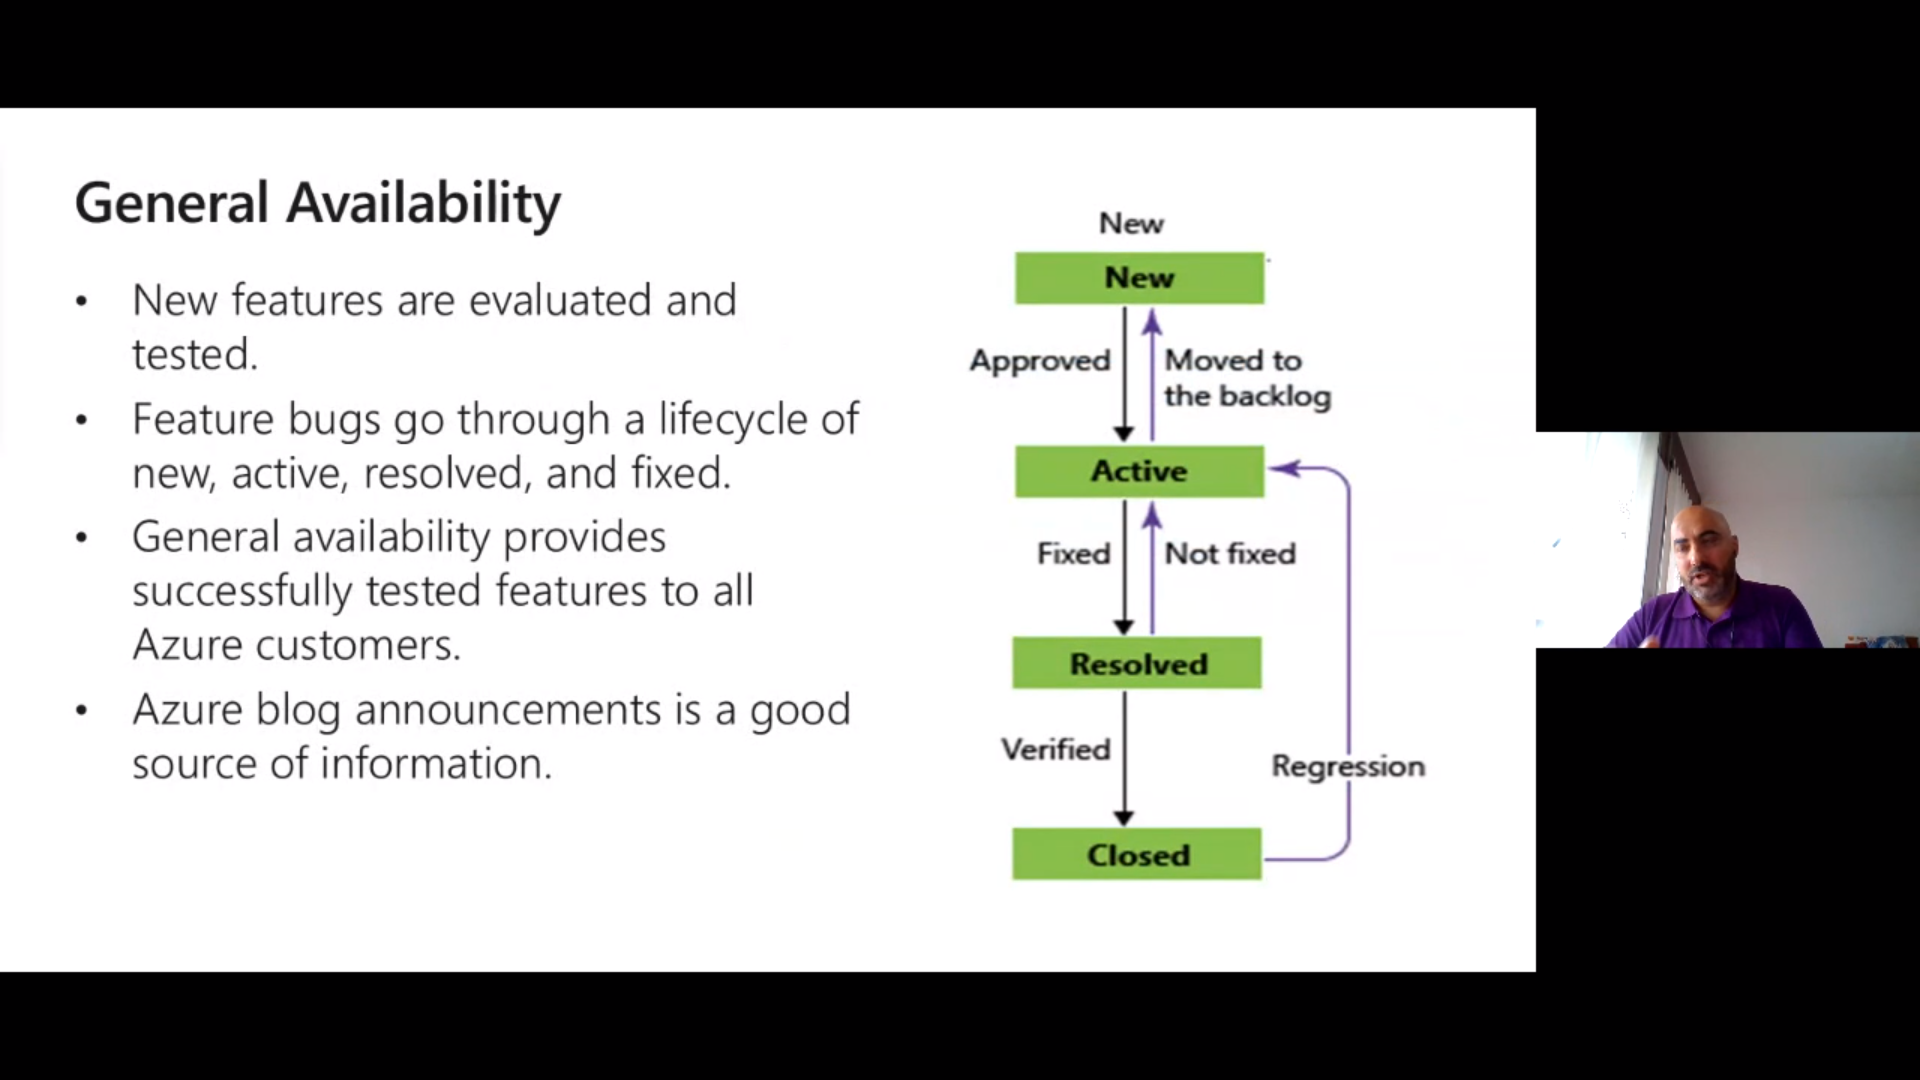 General Availability
• New features are evaluated and
tested.
• Feature bugs go through a lifecycle of
new, active, resolved, and fixed.
• General availability provides
successfully tested features to all
Azure customers.
• Azure blog announcements is a good
source of information.
New
New
Approved
Moved to
the backlog
Active
Fixed
Not fixed
Resolved
Verified
Regression
Closed